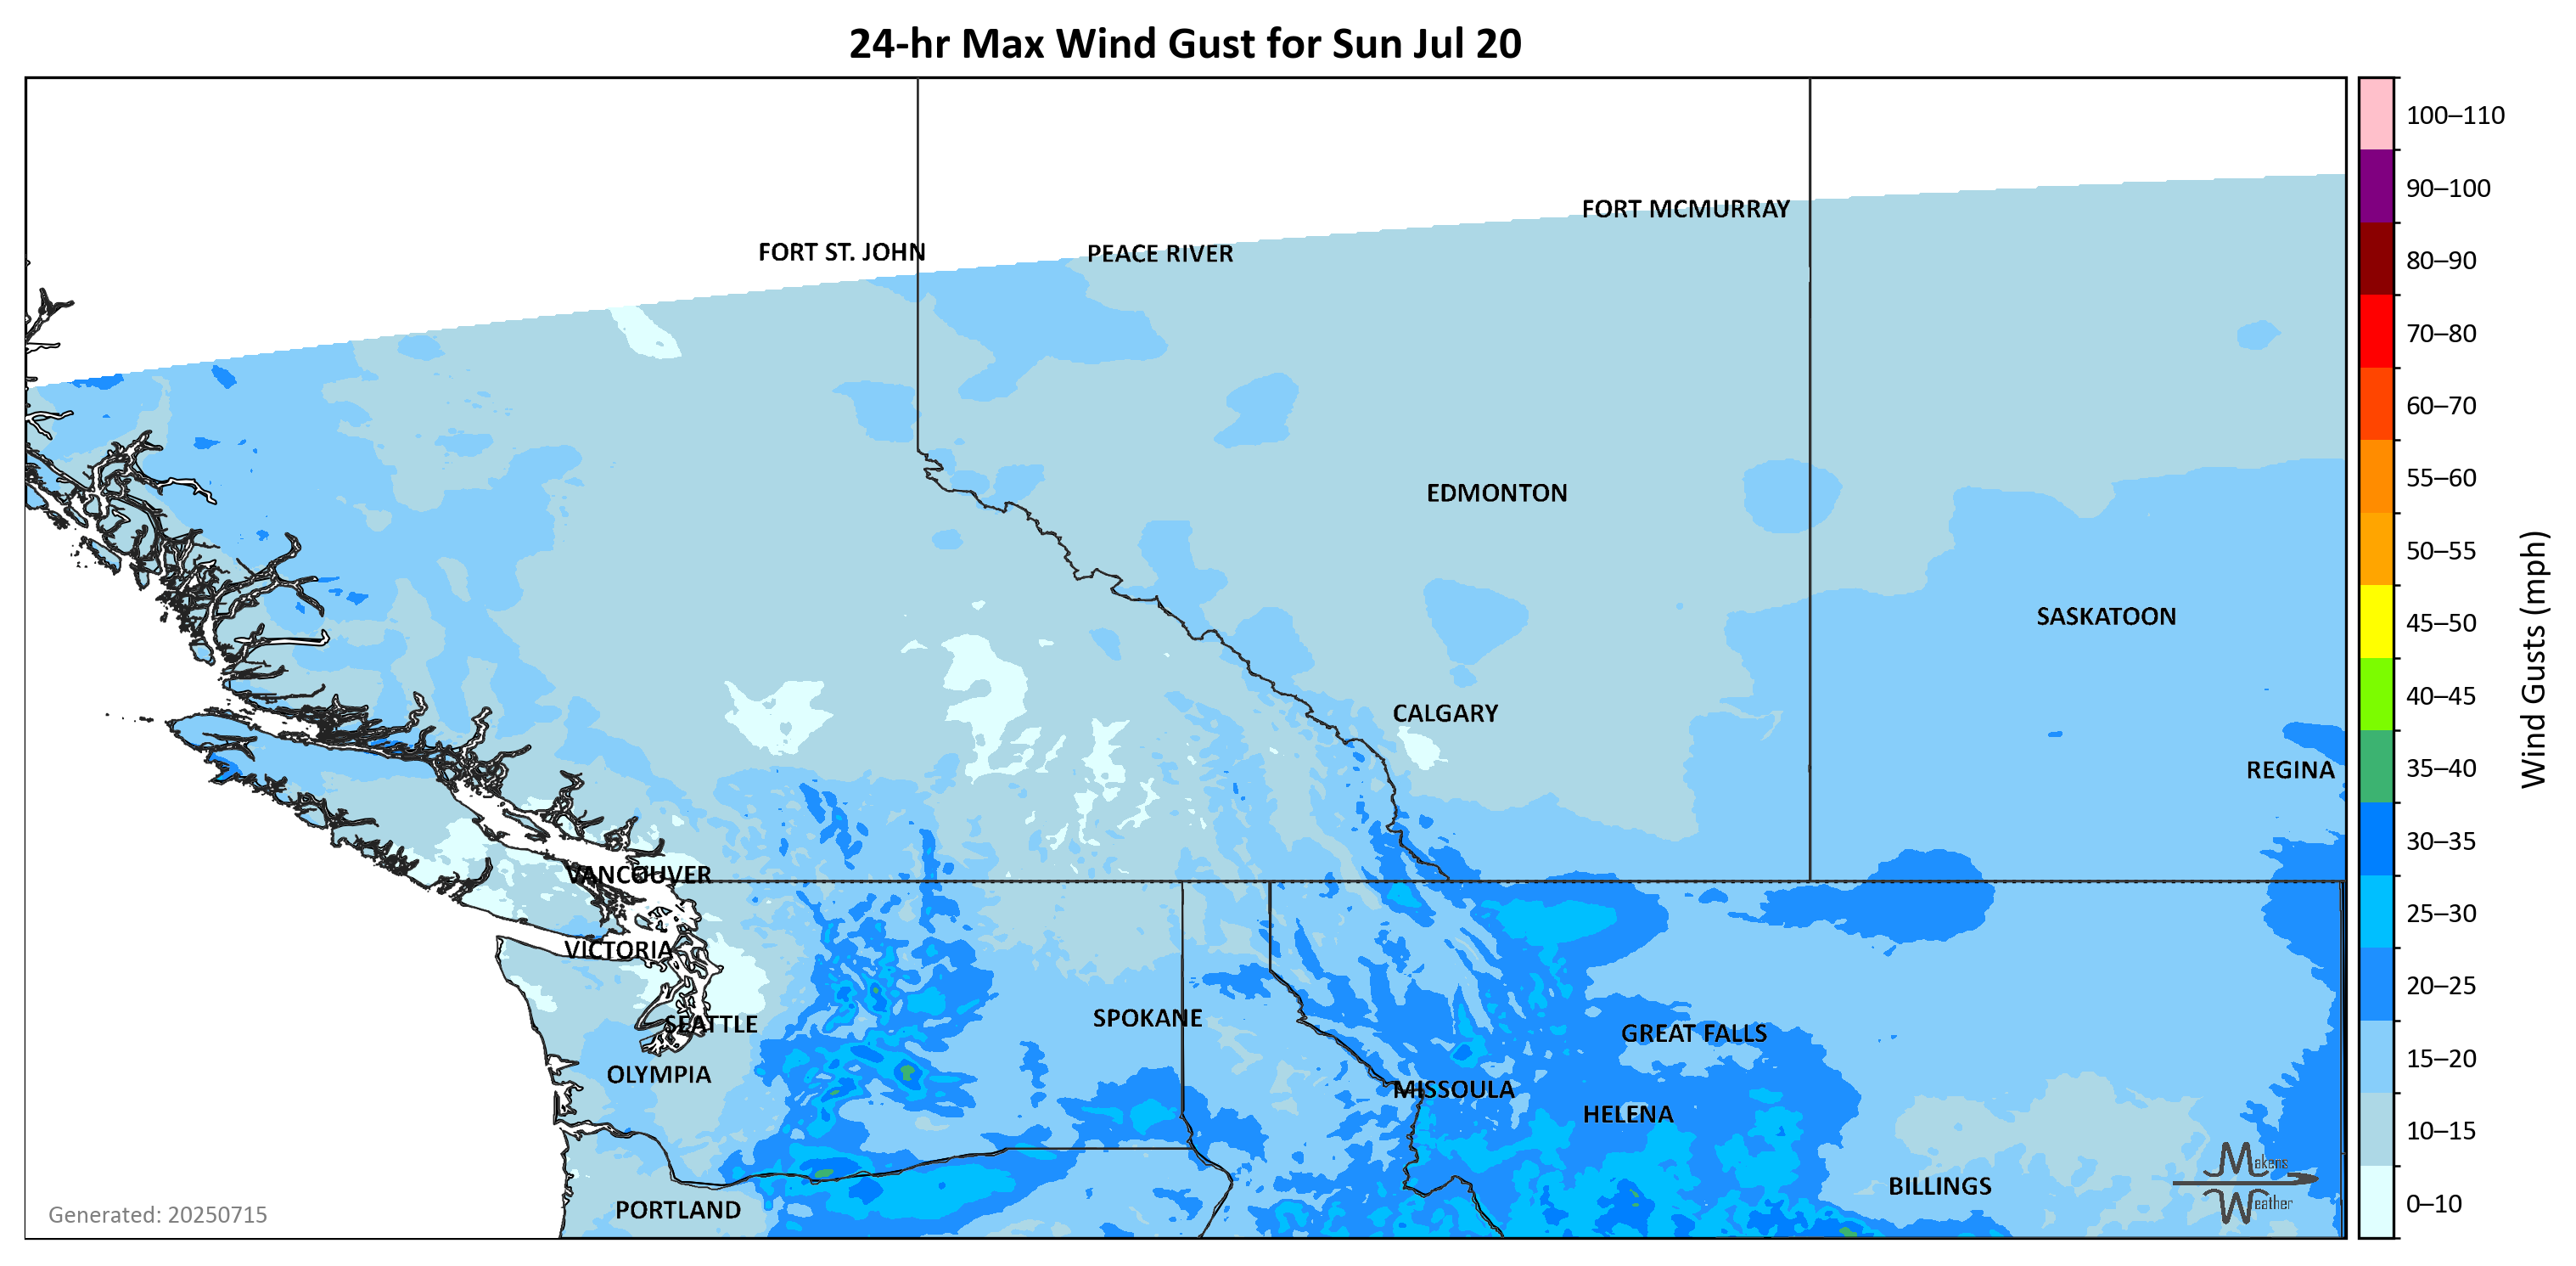 24-hr Max Wind Gust for Sun Jul 20
FORT MCMURRAY
FORT ST. JOHN
PEACE RIVER
EDMONTON
SASKATOON
CALGARY
REGINA
VANCOUVER
VICTORIA
SPOKANE
SEATTLE
GREAT FALLS
OLYMPIA
MISSOULA
HELENA
BILLINGS
PORTLAND
Makens
Weather
Generated: 20250715
100–110
90–100
80–90
70–80
60–70
55–60
50–55
45–50
40–45
35–40
30–35
25–30
20–25
15–20
10–15
0–10
Wind Gusts (mph)